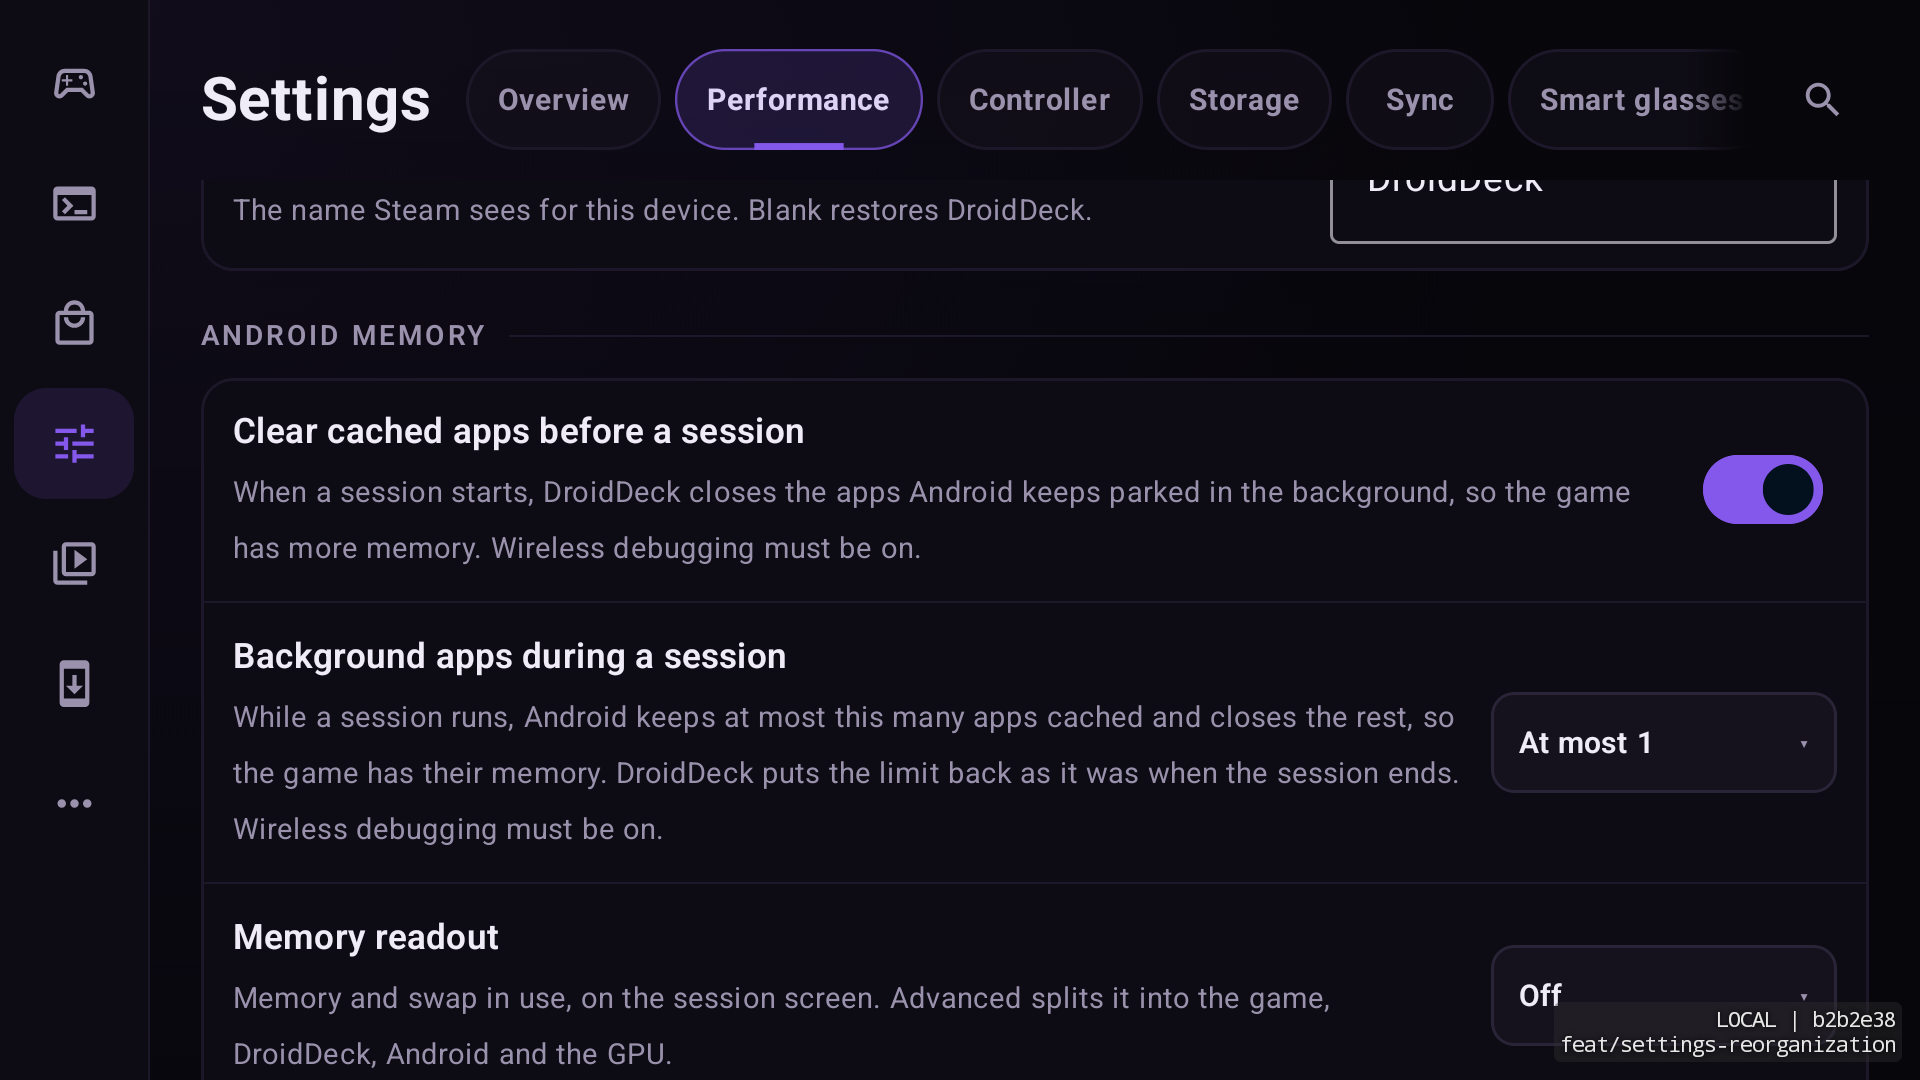 Settings
Overview
Performance
Controller
Storage
Sync
Smart glasses
The name Steam sees for this device. Blank restores DroidDeck.
DroidDeck
ANDROID MEMORY
Clear cached apps before a session
When a session starts, DroidDeck closes the apps Android keeps parked in the background, so the game
has more memory. Wireless debugging must be on.
Background apps during a session
While a session runs, Android keeps at most this many apps cached and closes the rest, so
the game has their memory. DroidDeck puts the limit back as it was when the session ends.
Wireless debugging must be on.
At most 1
Memory readout
Memory and swap in use, on the session screen. Advanced splits it into the game,
DroidDeck, Android and the GPU.
Off
LOCAL | b2b2e38
feat/settings-reorganization